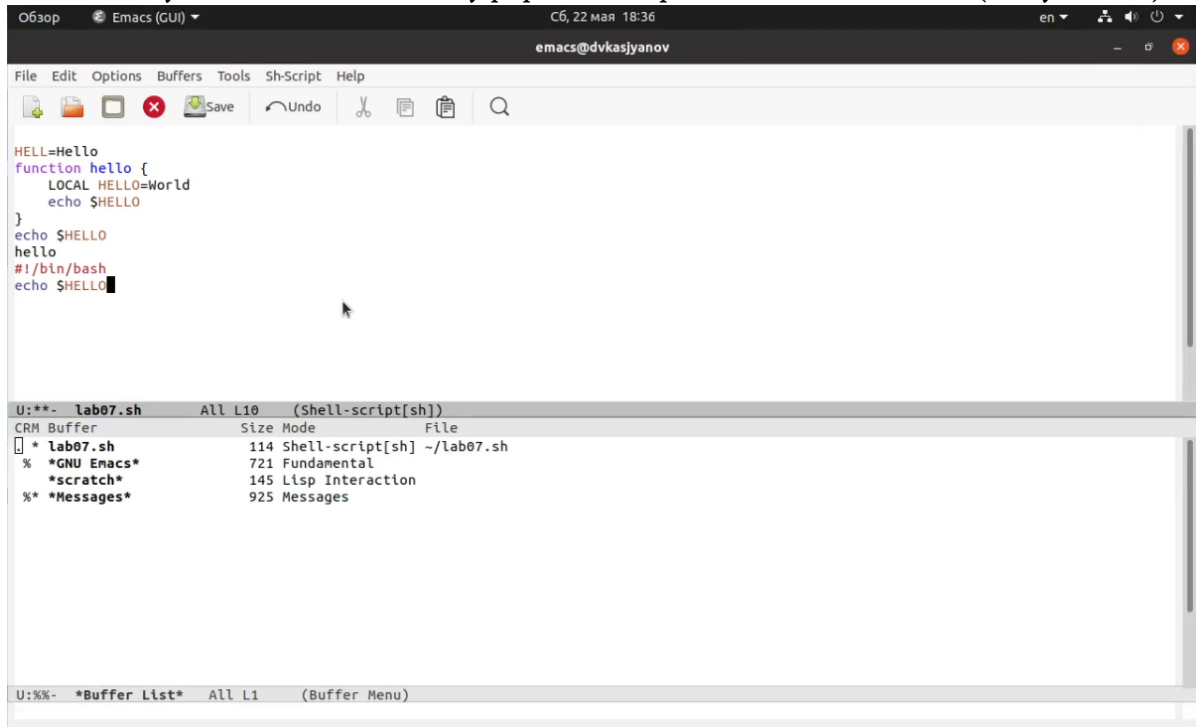 Обзор Emacs (GUI) Сб, 22 мая 18:36 en
emacs@dvkasjyanov
File Edit Options Buffers Tools Sh-Script Help
Save Undo
HELL=Hello
function hello {
    LOCAL HELLO=World
    echo $HELLO
}
echo $HELLO
hello
#!/bin/bash
echo $HELLO
U:**- lab07.sh All L10 (Shell-script[sh])
CRM Buffer Size Mode File
. * lab07.sh 114 Shell-script[sh] ~/lab07.sh
% *GNU Emacs* 721 Fundamental
*scratch* 145 Lisp Interaction
%* *Messages* 925 Messages
U:%%- *Buffer List* All L1 (Buffer Menu)